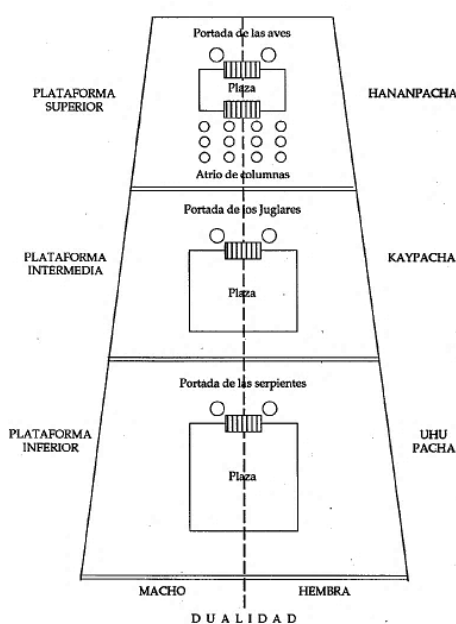 Portada de las aves
Plaza
PLATAFORMA
SUPERIOR
HANANPACHA
Atrio de columnas
Portada de los Juglares
PLATAFORMA
INTERMEDIA
KAYPACHA
Plaza
Portada de las serpientes
PLATAFORMA
INFERIOR
UHU
PACHA
Plaza
MACHO
HEMBRA
DUALIDAD